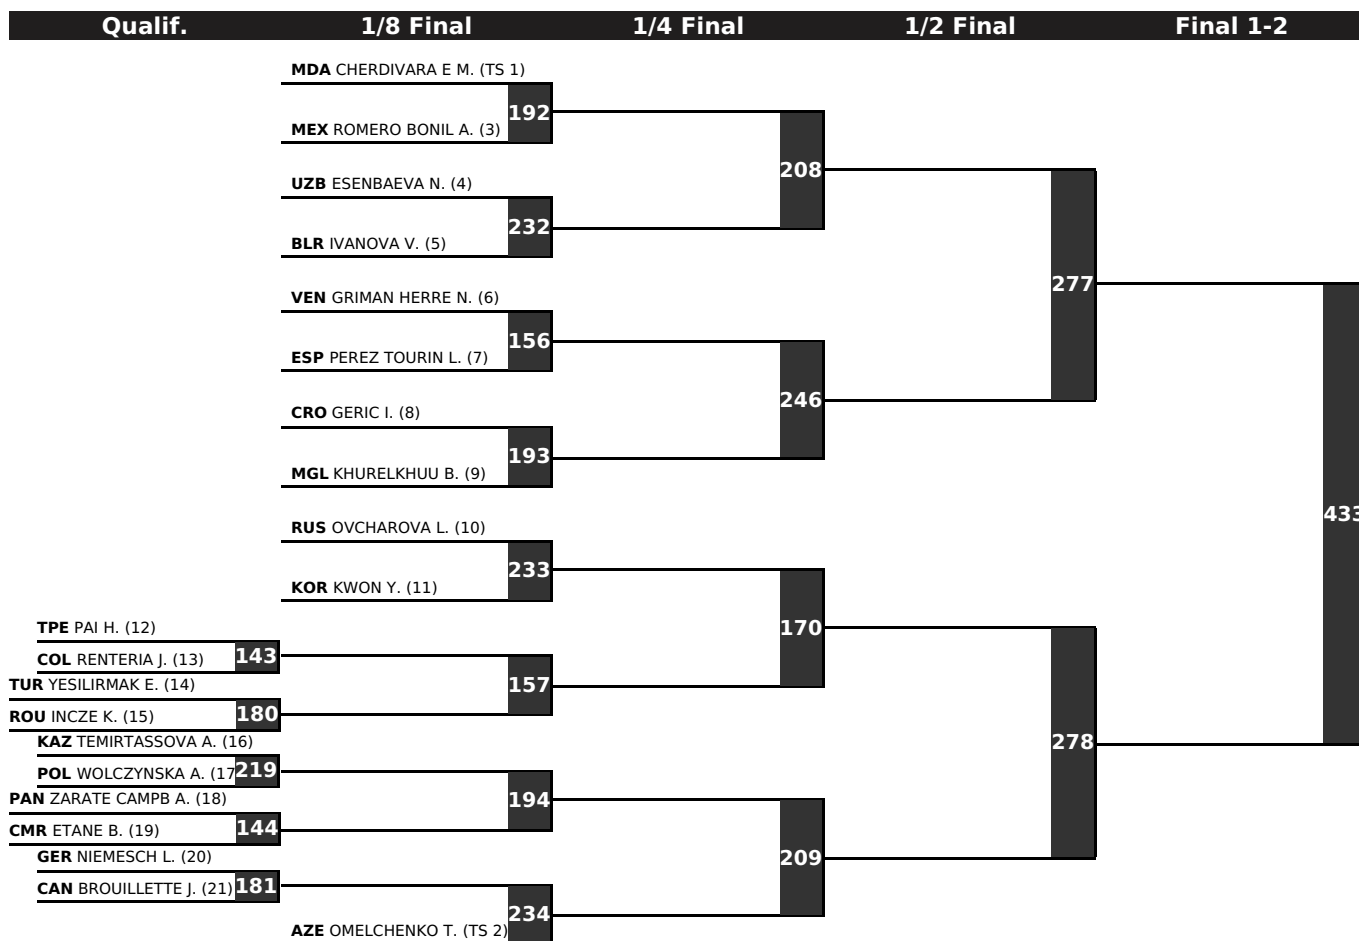 Qualif. 1/8 Final 1/4 Final 1/2 Final Final 1-2
MDA CHERDIVARA E M. (TS 1)
192
MEX ROMERO BONIL A. (3)
208
UZB ESENBAEVA N. (4)
232
BLR IVANOVA V. (5)
277
VEN GRIMAN HERRE N. (6)
156
ESP PEREZ TOURIN L. (7)
246
CRO GERIC I. (8)
193
MGL KHURELKHUU B. (9)
433
RUS OVCHAROVA L. (10)
233
KOR KWON Y. (11)
170
TPE PAI H. (12)
143
COL RENTERIA J. (13)
157
TUR YESILIRMAK E. (14)
180
ROU INCZE K. (15)
278
KAZ TEMIRTASSOVA A. (16)
219
POL WOLCZYNSKA A. (17
194
PAN ZARATE CAMPB A. (18)
144
CMR ETANE B. (19)
209
GER NIEMESCH L. (20)
181
CAN BROUILLETTE J. (21)
234
AZE OMELCHENKO T. (TS 2)